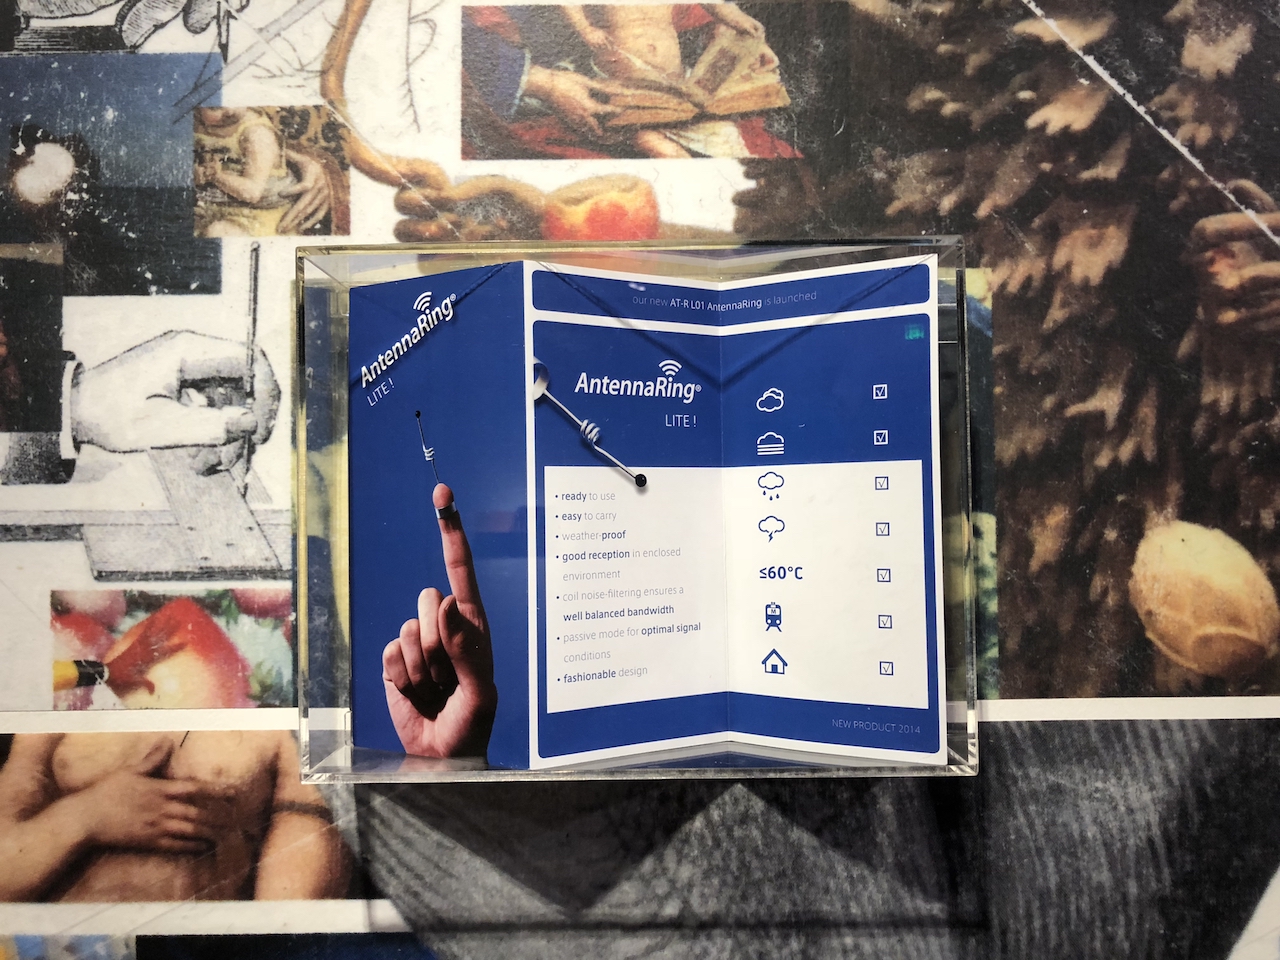 AntennaRing®
LITE !
our new AT-R L01 AntennaRing is launched
AntennaRing®
LITE !
• ready to use
• easy to carry
• weather-proof
• good reception in enclosed
environment
• coil noise-filtering ensures a
well balanced bandwidth
• passive mode for optimal signal
conditions
• fashionable design
≤60°C
M
NEW PRODUCT 2014